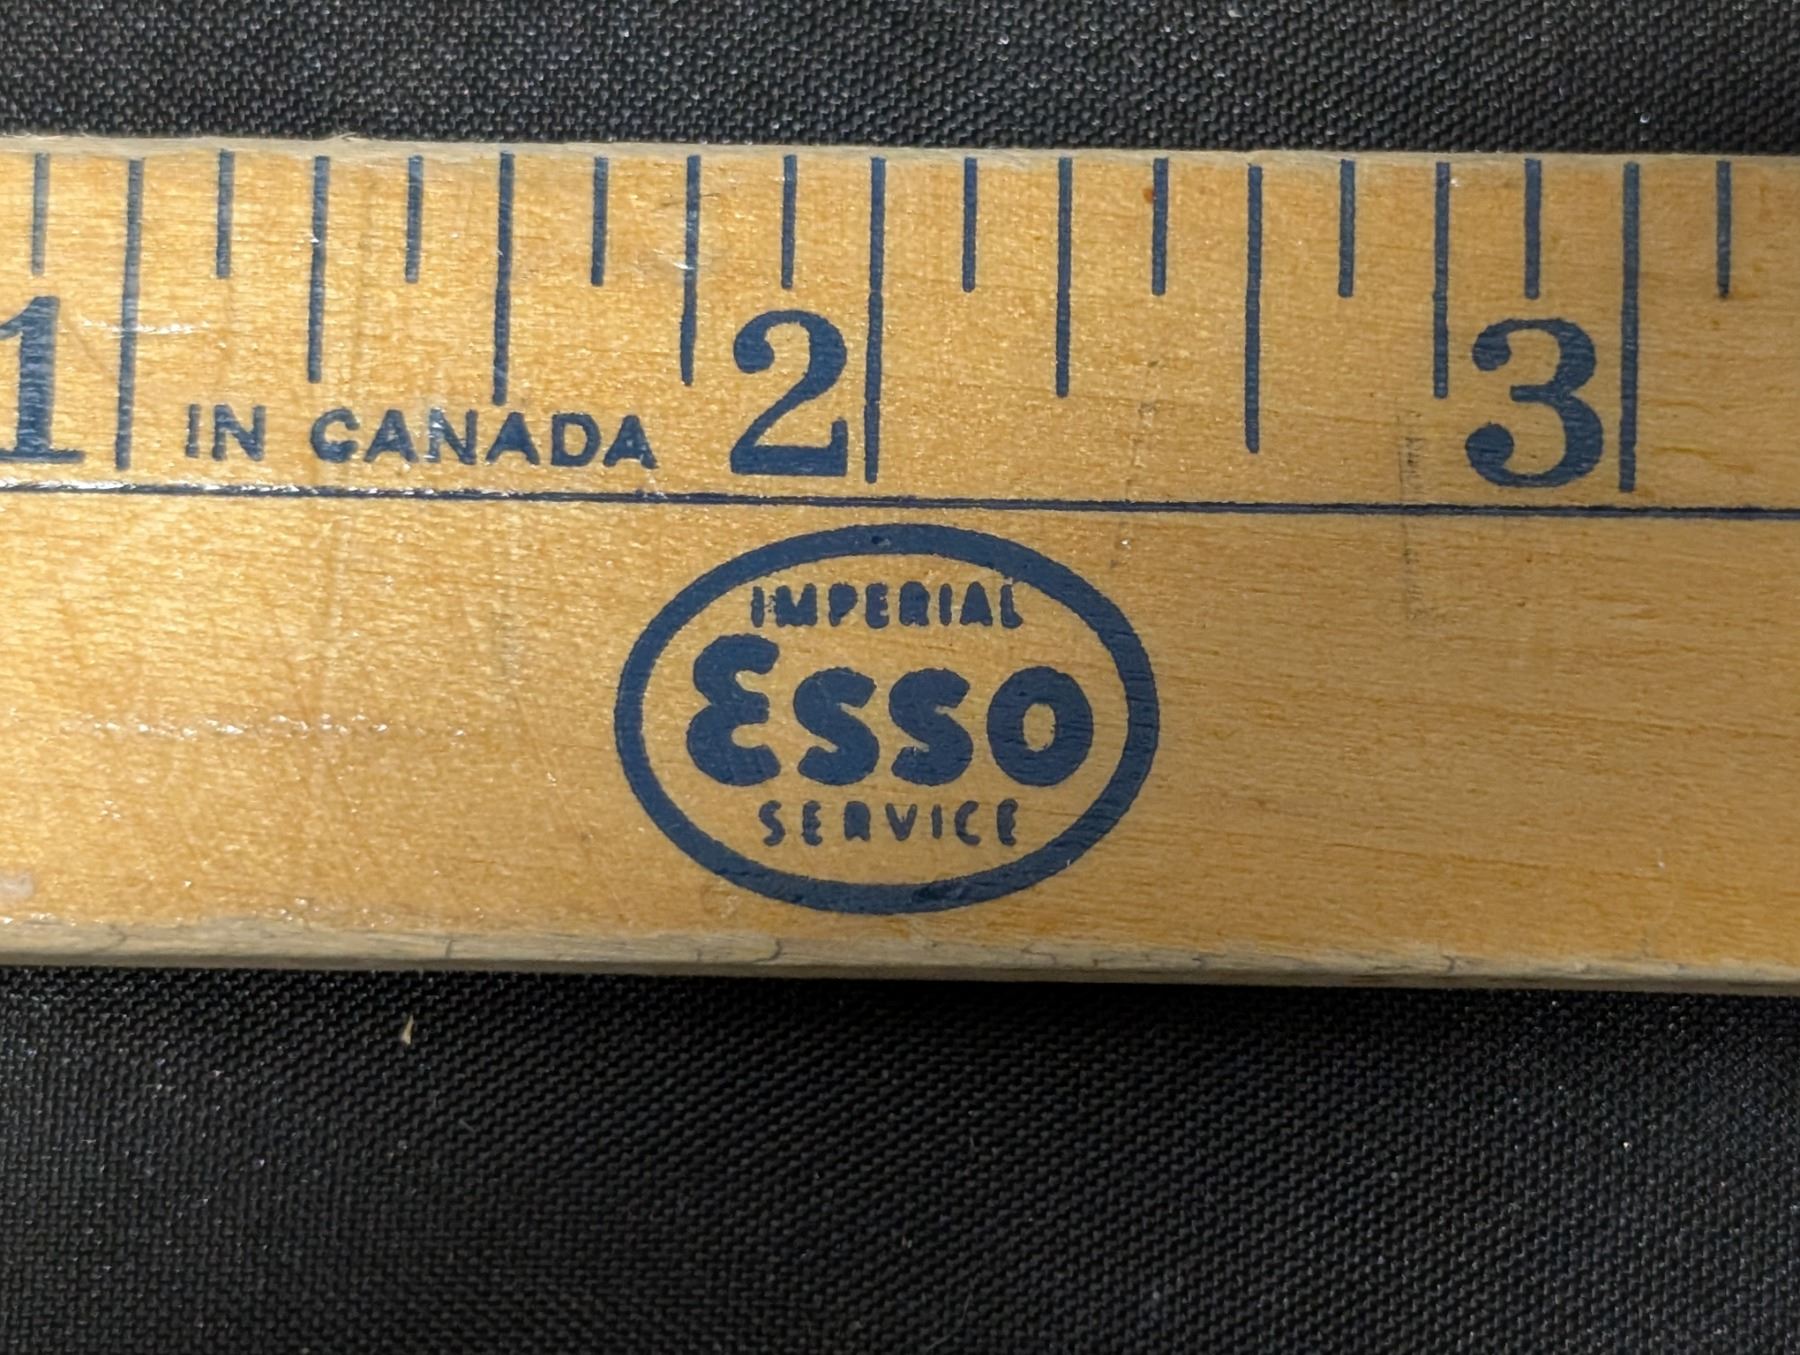 1 2 3
IN CANADA
IMPERIAL
Esso
SERVICE